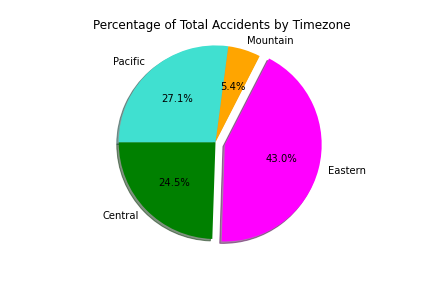 Percentage of Total Accidents by Timezone
Mountain
Pacific
5.4%
27.1%
43.0%
Eastern
24.5%
Central